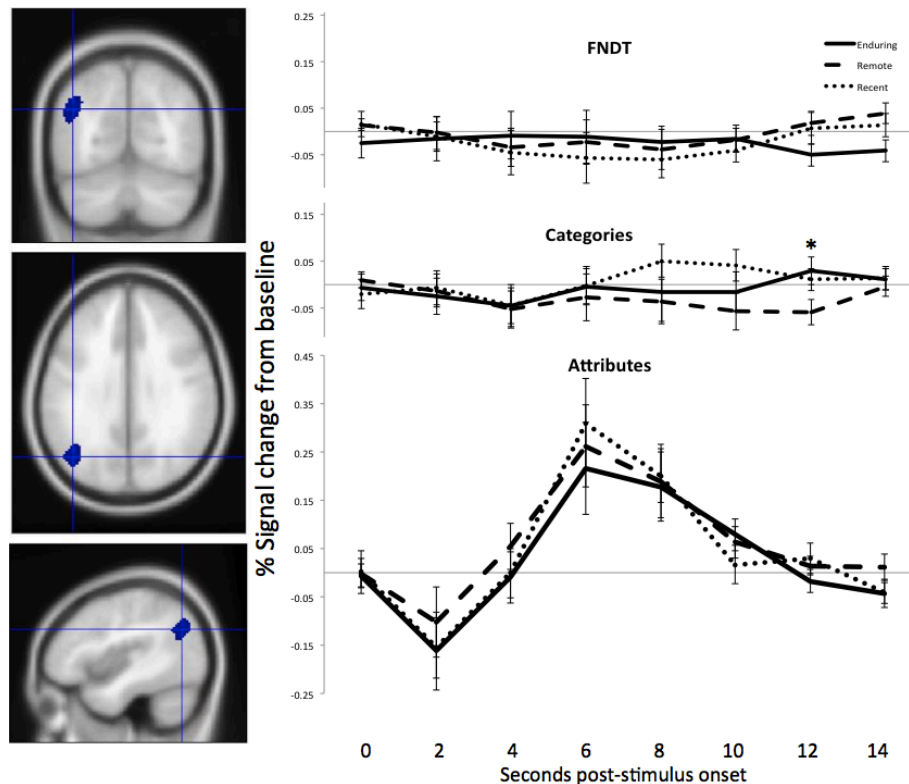 0.25
FNDT
Enduring
Remote
Recent
0.15
0.05
-0.05
0.15
Categories
*
0.05
-0.05
0.45
Attributes
0.35
0.25
0.15
0.05
-0.05
-0.15
-0.25
% Signal change from baseline
0 2 4 6 8 10 12 14
Seconds post-stimulus onset